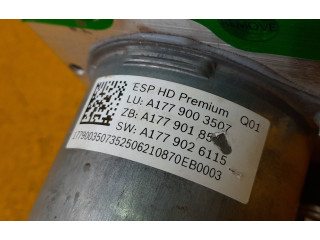 ESP HD Premium Q01
LU: A177 900 3507
ZB: A177 901 85
SW: A177 902 6115
1779003507352506210870EB0003